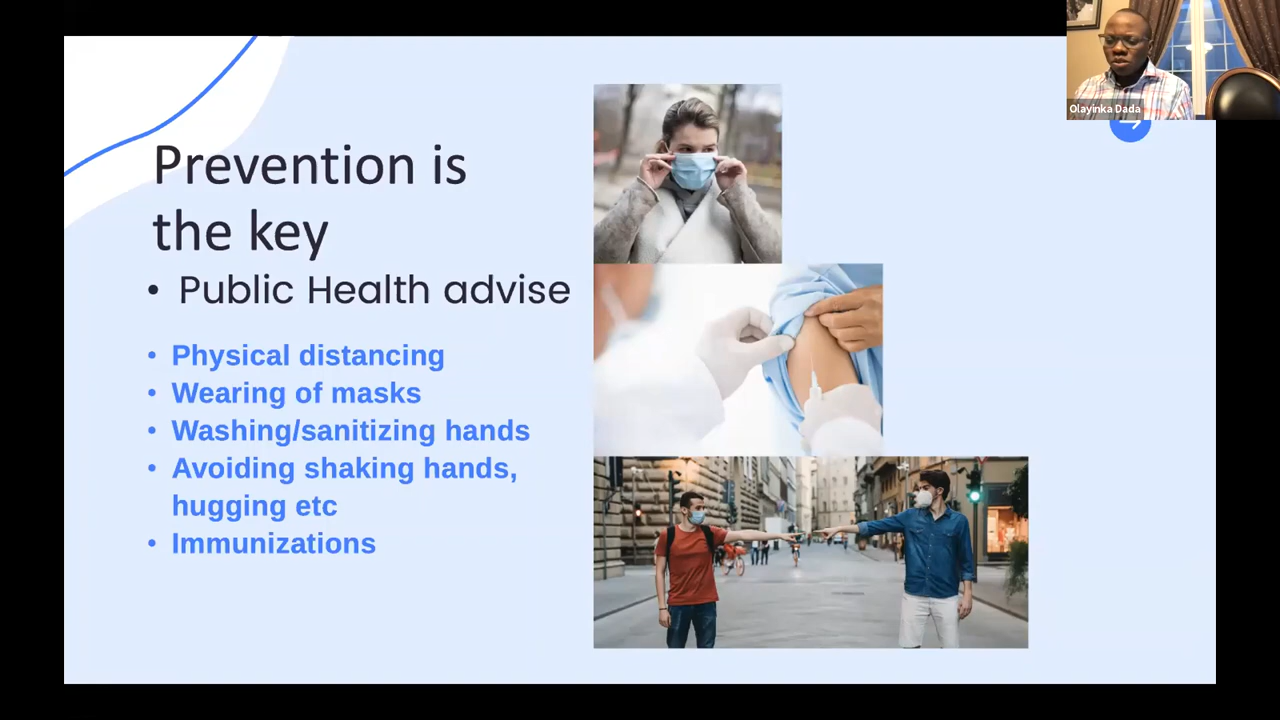 Prevention is
the key
• Public Health advise
• Physical distancing
• Wearing of masks
• Washing/sanitizing hands
• Avoiding shaking hands,
hugging etc
• Immunizations
Olayinka Dada